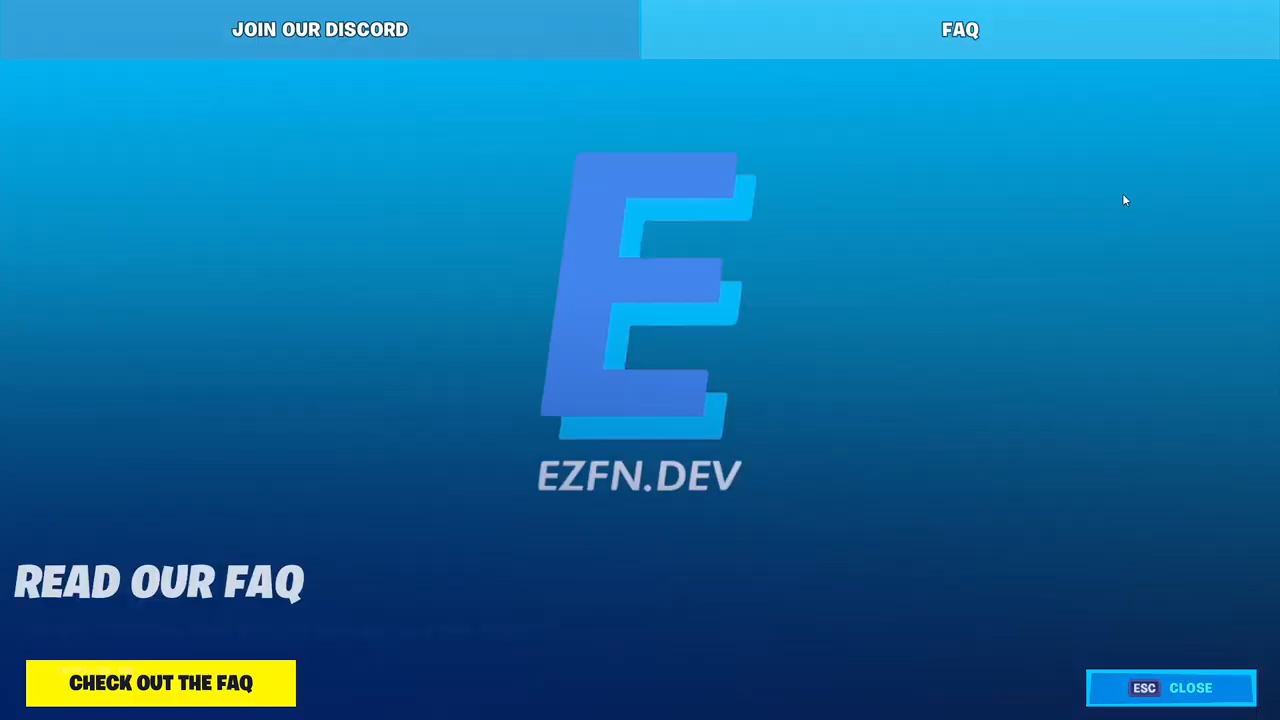 JOIN OUR DISCORD
FAQ
EZFN.DEV
READ OUR FAQ
CHECK OUT THE FAQ
ESC CLOSE